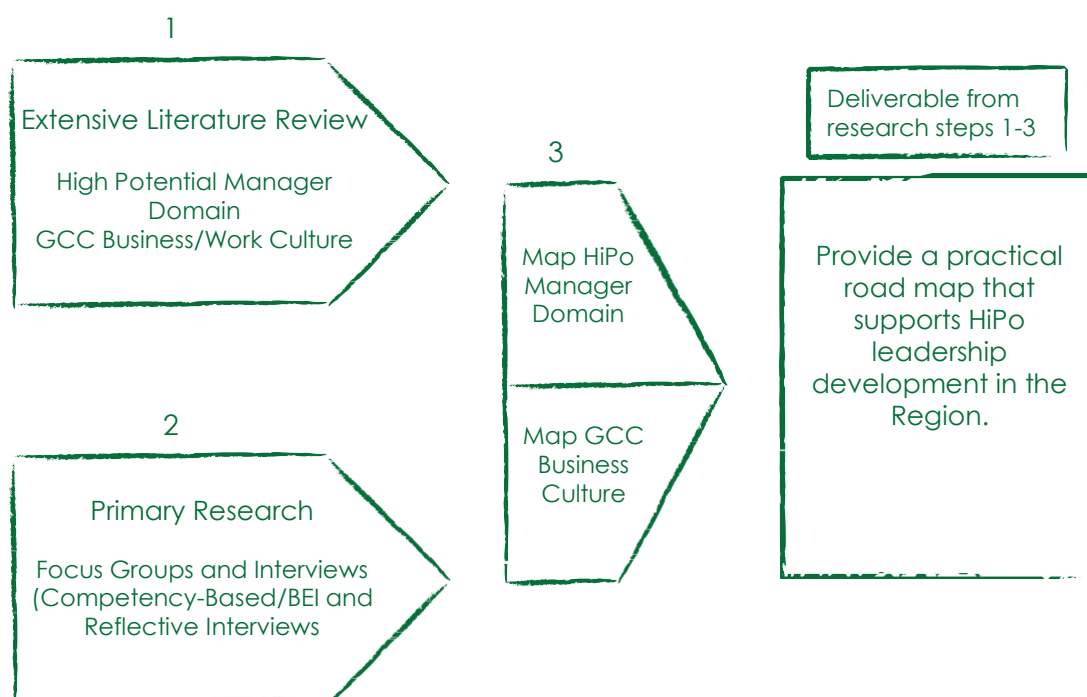 1
Extensive Literature Review
High Potential Manager
Domain
GCC Business/Work Culture
2
Primary Research
Focus Groups and Interviews
(Competency-Based/BEI and
Reflective Interviews
3
Map HiPo
Manager
Domain
Map GCC
Business
Culture
Deliverable from
research steps 1-3
Provide a practical
road map that
supports HiPo
leadership
development in the
Region.